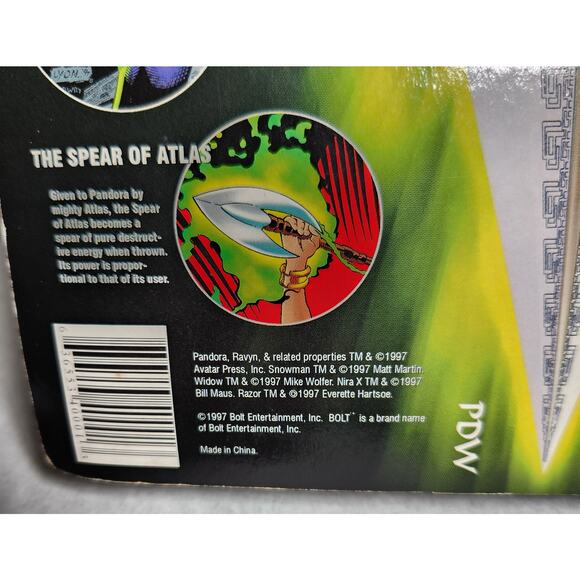 LYON.
THE SPEAR OF ATLAS
Given to Pandora by
mighty Atlas, the Spear
of Atlas becomes a
spear of pure destruct-
ive energy when thrown.
Its power is propor-
tional to that of its user.
Pandora, Ravyn, & related properties TM & ©1997
Avatar Press, Inc. Snowman TM & ©1997 Matt Martin.
Widow TM & ©1997 Mike Wolfer. Nira X TM & ©1997
Bill Maus. Razor TM & ©1997 Everette Hartsoe.
©1997 Bolt Entertainment, Inc. BOLT™ is a brand name
of Bolt Entertainment, Inc.
Made in China.
PDW